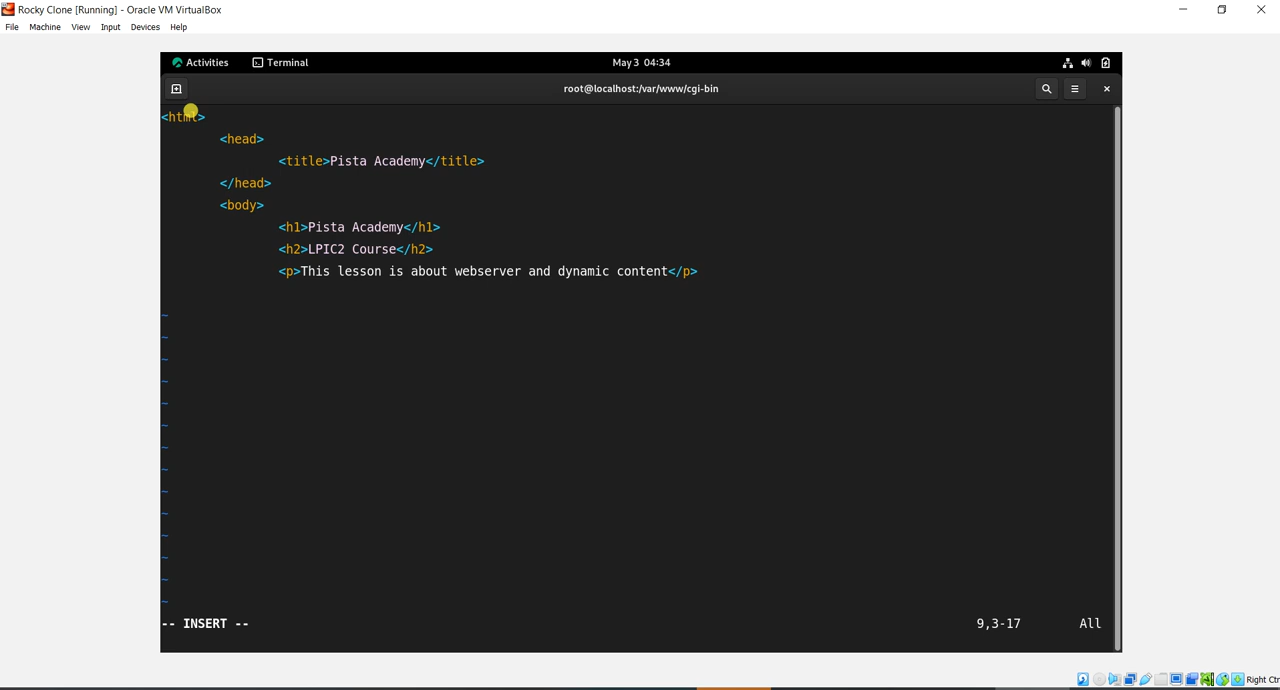 Rocky Clone [Running] - Oracle VM VirtualBox
File Machine View Input Devices Help
Activities Terminal May 3 04:34
root@localhost:/var/www/cgi-bin
<html>
<head>
<title>Pista Academy</title>
</head>
<body>
<h1>Pista Academy</h1>
<h2>LPIC2 Course</h2>
<p>This lesson is about webserver and dynamic content</p>
~
~
~
~
~
~
~
~
~
~
~
~
~
~
-- INSERT -- 9,3-17 All
Right Ctr